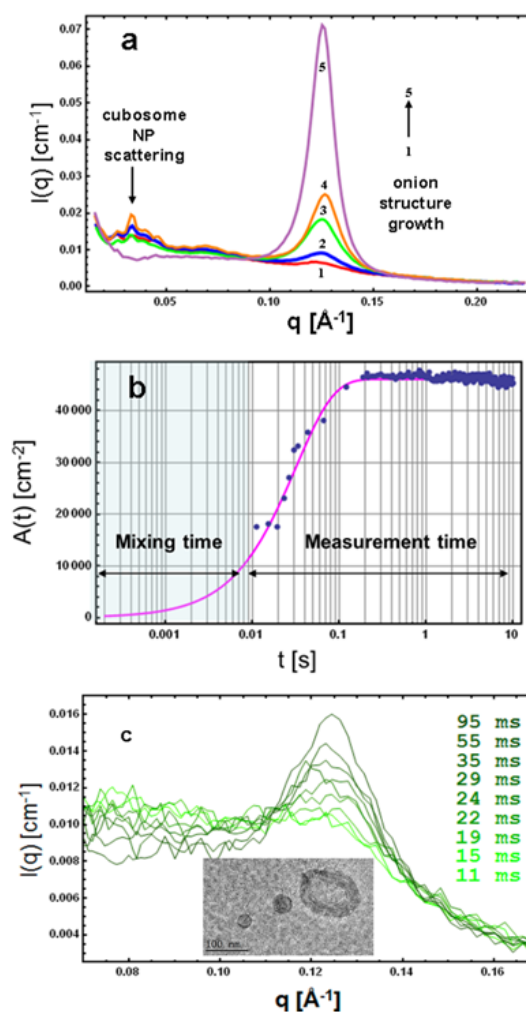 a
0.07
0.06
0.05
0.04
0.03
0.02
0.01
0.00
I(q) [cm⁻¹]
cubosome
NP
scattering
5
4
3
2
1
5
1
onion
structure
growth
0.05
0.10
0.15
0.20
q [Å⁻¹]
b
40 000
30 000
20 000
10 000
0
A(t) [cm⁻²]
Mixing time
Measurement time
0.001
0.01
0.1
1
10
t [s]
c
0.016
0.014
0.012
0.010
0.008
0.006
0.004
I(q) [cm⁻¹]
95 ms
55 ms
35 ms
29 ms
24 ms
22 ms
19 ms
15 ms
11 ms
100. nm.
0.08
0.10
0.12
0.14
0.16
q [Å⁻¹]